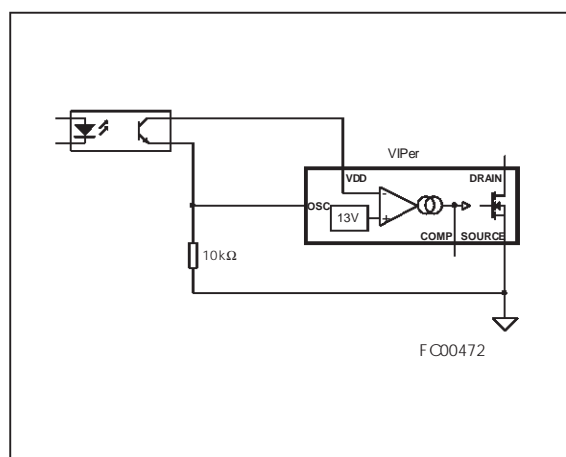 VIPer
VDD
DRAIN
OSC
-
13V
+
COMP SOURCE
10kΩ
FC00472